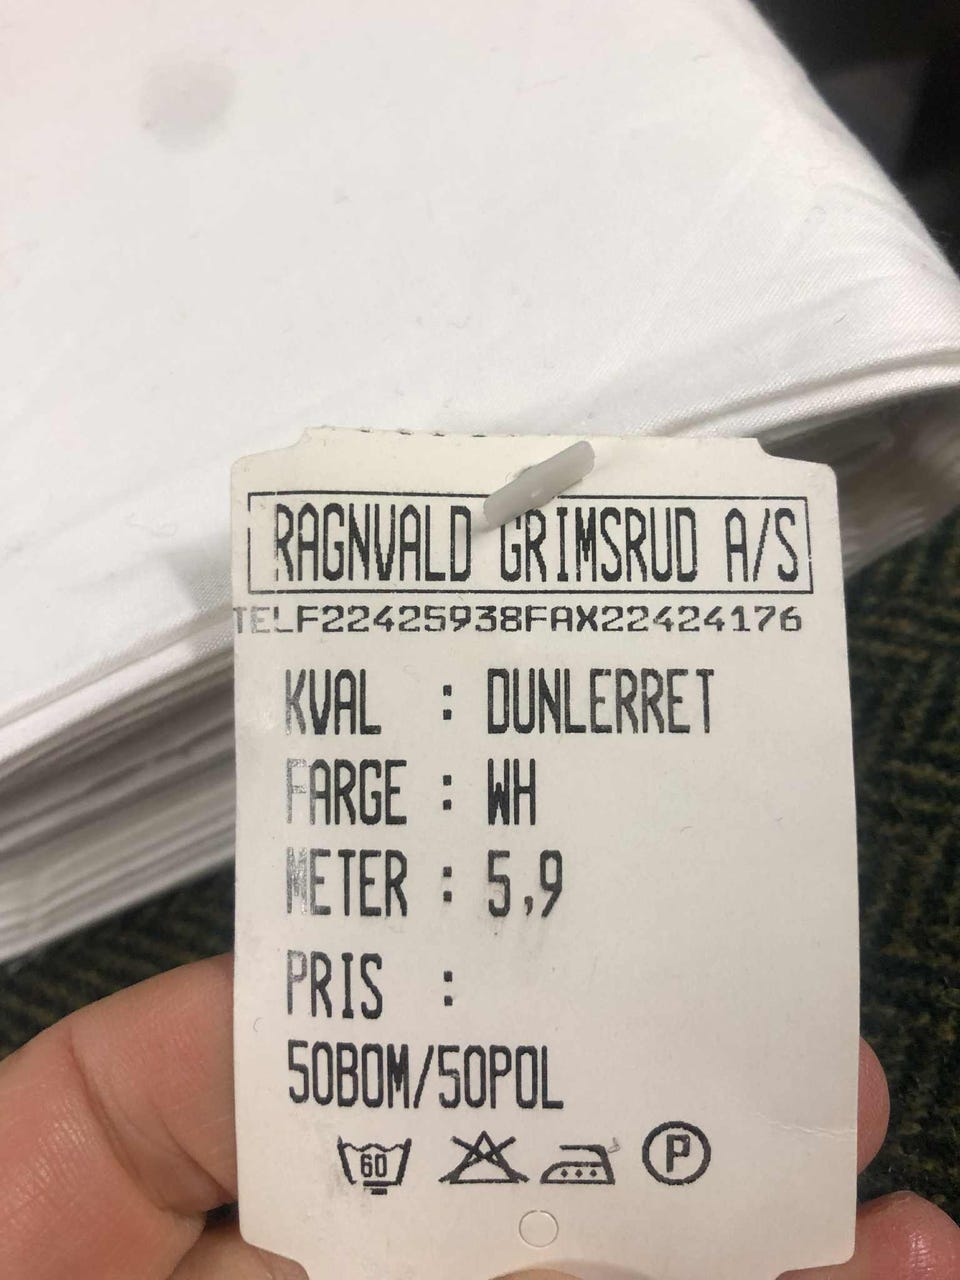 RAGNVALD GRIMSRUD A/S
TELF22425938FAX22424176
KVAL : DUNLERRET
FARGE : WH
METER : 5,9
PRIS :
50BOM/50POL
60 P